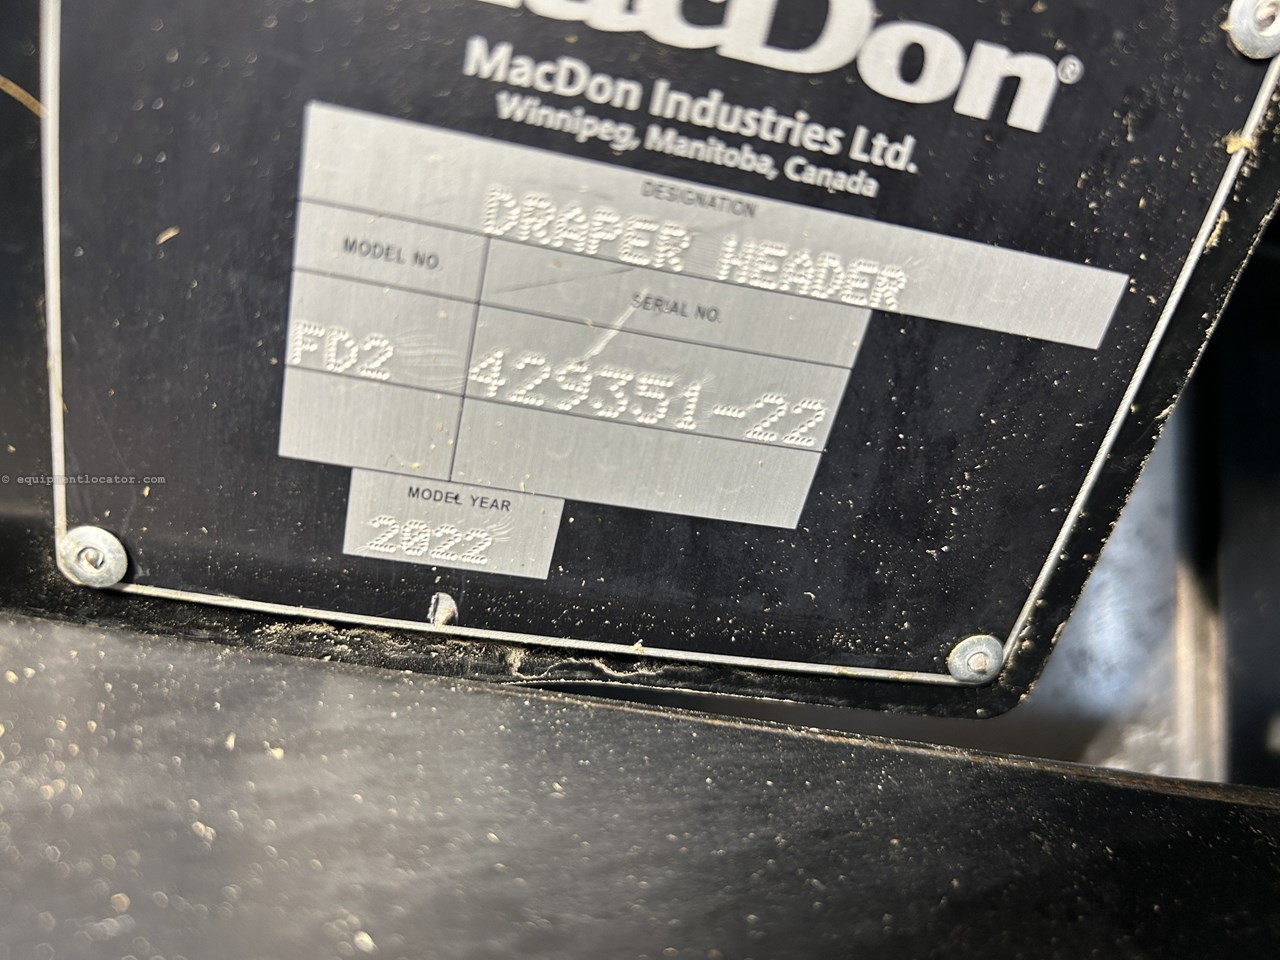 MacDon®
MacDon Industries Ltd.
Winnipeg, Manitoba, Canada
DESIGNATION
DRAPER HEADER
MODEL NO.
SERIAL NO.
FD2
429351-22
MODEL YEAR
2022
© equipmentlocator.com